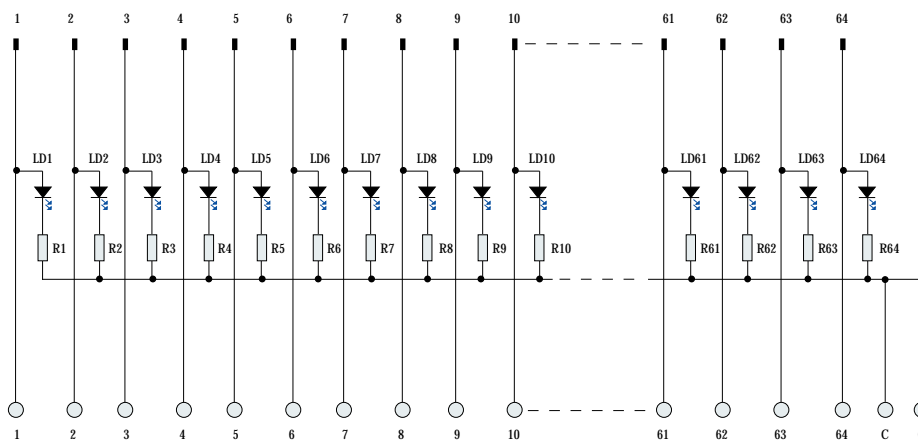 1 2 3 4 5 6 7 8 9 10 61 62 63 64
LD1 LD2 LD3 LD4 LD5 LD6 LD7 LD8 LD9 LD10 LD61 LD62 LD63 LD64
R1 R2 R3 R4 R5 R6 R7 R8 R9 R10 R61 R62 R63 R64
1 2 3 4 5 6 7 8 9 10 61 62 63 64 C